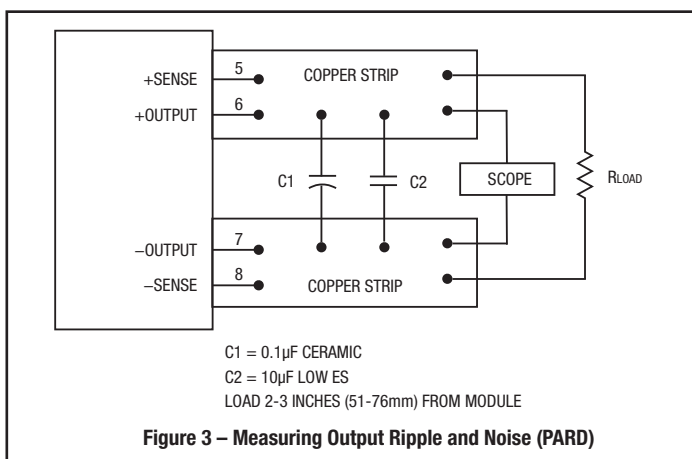 +SENSE 5 COPPER STRIP
+OUTPUT 6
C1 C2 SCOPE RLOAD
–OUTPUT 7
–SENSE 8 COPPER STRIP
C1 = 0.1µF CERAMIC
C2 = 10µF LOW ES
LOAD 2-3 INCHES (51-76mm) FROM MODULE
Figure 3 – Measuring Output Ripple and Noise (PARD)